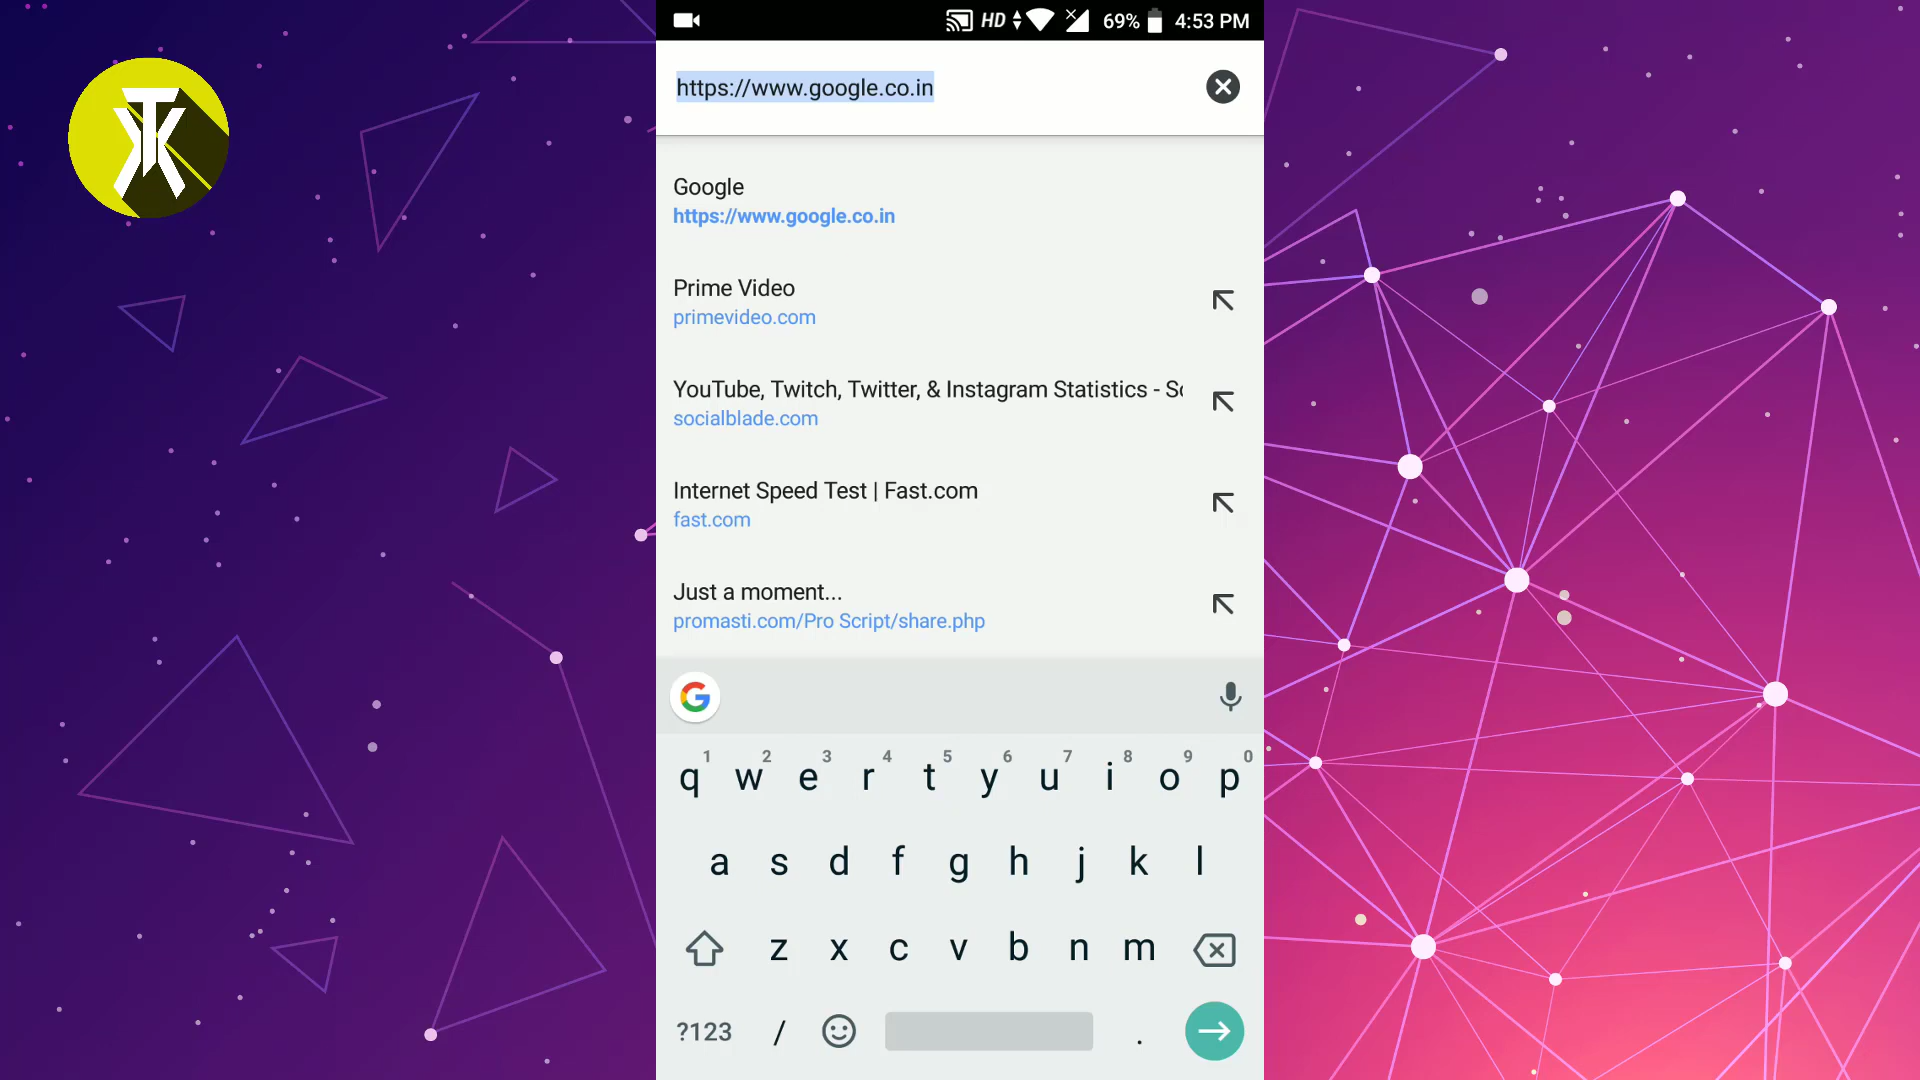 HD 69% 4:53 PM
https://www.google.co.in
Google
https://www.google.co.in
Prime Video
primevideo.com
YouTube, Twitch, Twitter, & Instagram Statistics - So
socialblade.com
Internet Speed Test | Fast.com
fast.com
Just a moment...
promasti.com/Pro Script/share.php
G
1 2 3 4 5 6 7 8 9 0
q w e r t y u i o p
a s d f g h j k l
z x c v b n m
?123 / .